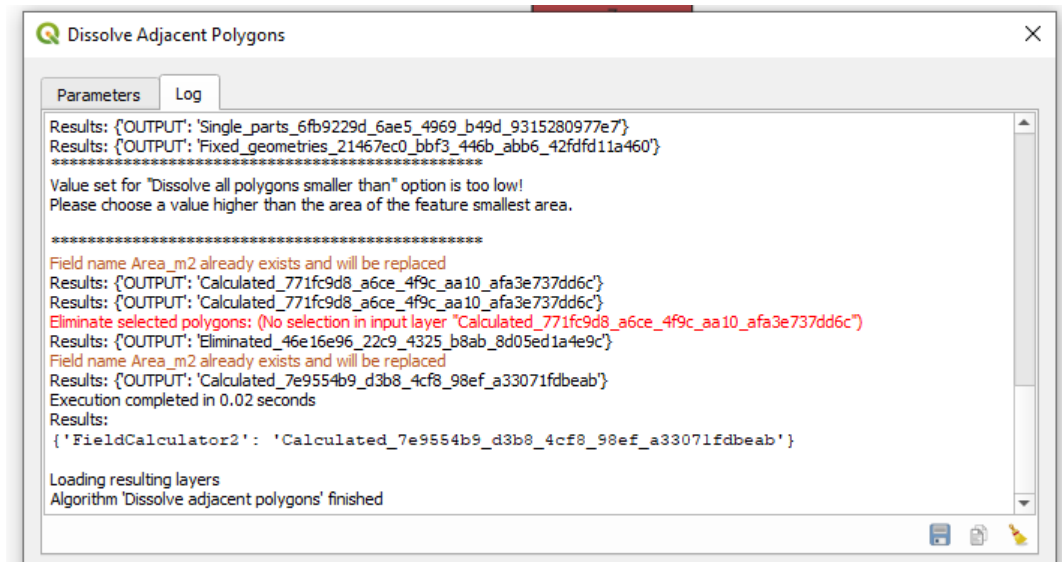 Dissolve Adjacent Polygons
Parameters
Log
Results: {'OUTPUT': 'Single_parts_6fb9229d_6ae5_4969_b49d_9315280977e7'}
Results: {'OUTPUT': 'Fixed_geometries_21467ec0_bbf3_446b_abb6_42fdfd11a460'}
************************************************
Value set for "Dissolve all polygons smaller than" option is too low!
Please choose a value higher than the area of the feature smallest area.
************************************************
Field name Area_m2 already exists and will be replaced
Results: {'OUTPUT': 'Calculated_771fc9d8_a6ce_4f9c_aa10_afa3e737dd6c'}
Results: {'OUTPUT': 'Calculated_771fc9d8_a6ce_4f9c_aa10_afa3e737dd6c'}
Eliminate selected polygons: (No selection in input layer "Calculated_771fc9d8_a6ce_4f9c_aa10_afa3e737dd6c")
Results: {'OUTPUT': 'Eliminated_46e16e96_22c9_4325_b8ab_8d05ed1a4e9c'}
Field name Area_m2 already exists and will be replaced
Results: {'OUTPUT': 'Calculated_7e9554b9_d3b8_4cf8_98ef_a33071fdbeab'}
Execution completed in 0.02 seconds
Results:
{'FieldCalculator2': 'Calculated_7e9554b9_d3b8_4cf8_98ef_a33071fdbeab'}
Loading resulting layers
Algorithm 'Dissolve adjacent polygons' finished